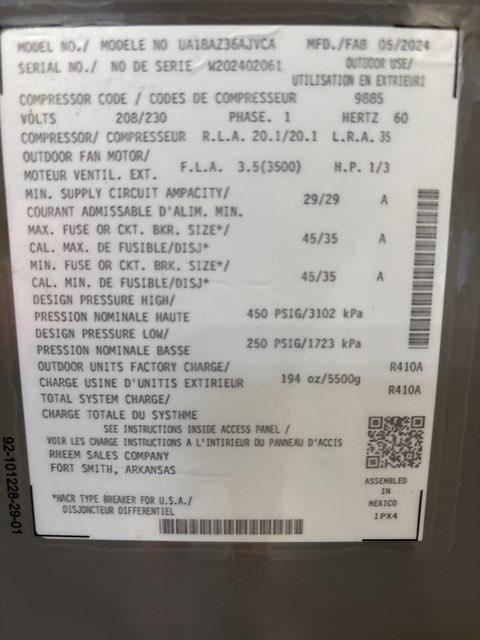 MODEL NO./ MODELE NO UA18AZ36AJVCA MFD./FAB 05/2024
SERIAL NO./ NO DE SERIE W202402061 OUTDOOR USE/
UTILISATION EN EXTRIEURI
COMPRESSOR CODE / CODES DE COMPRESEUR 9885
VÔLTS 208/230 PHASE. 1 HERTZ 60
COMPRESSOR/ COMPRESSEUR R.L.A. 20.1/20.1 L.R.A. 35
OUTDOOR FAN MOTOR/
MOTEUR VENTIL. EXT. F.L.A. 3.5(3500) H.P. 1/3
MIN. SUPPLY CIRCUIT AMPACITY/ 29/29 A
COURANT ADMISSABLE D'ALIM. MIN.
MAX. FUSE OR CKT. BKR. SIZE*/ 45/35 A
CAL. MAX. DE FUSIBLE/DISJ*
MIN. FUSE OR CKT. BRK. SIZE*/ 45/35 A
CAL. MIN. DE FUSIBLE/DISJ*
DESIGN PRESSURE HIGH/
PRESSION NOMINALE HAUTE 450 PSIG/3102 kPa
DESIGN PRESSURE LOW/
PRESSION NOMINALE BASSE 250 PSIG/1723 kPa
OUTDOOR UNITS FACTORY CHARGE/ R410A
CHARGE USINE D'UNITIS EXTIRIEUR 194 oz/5500g
TOTAL SYSTEM CHARGE/ R410A
CHARGE TOTALE DU SYSTHME
SEE INSTRUCTIONS INSIDE ACCESS PANEL /
VOIR LES CHARGE INSTRUCTIONS A L'INTIRIEUR DU PANNEAU D'ACCIS
RHEEM SALES COMPANY
FORT SMITH, ARKANSAS
ASSEMBLED
IN
MEXICO
IPX4
*HACR TYPE BREAKER FOR U.S.A./
DISJONCTEUR DIFFERENTIEL
92-101228-29-01